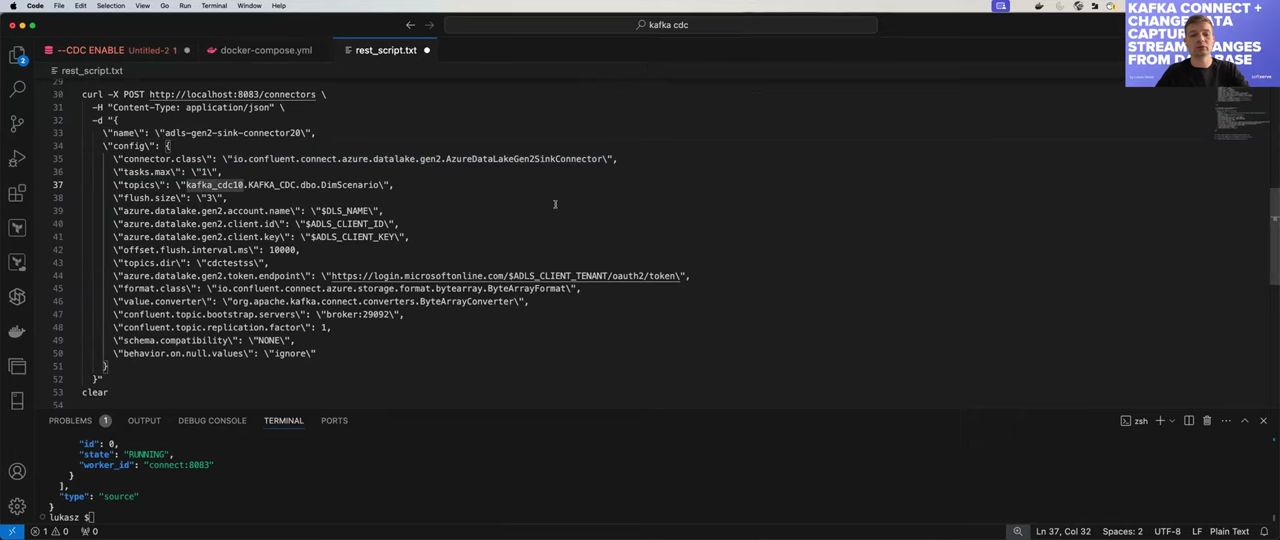 Code File Edit Selection View Go Run Terminal Window Help
kafka cdc
--CDC ENABLE Untitled-2 1
docker-compose.yml
rest_script.txt
rest_script.txt
KAFKA CONNECT +
CHANGE DATA
CAPTURE
STREAM CHANGES
FROM DATABASE
softserve
29
30 curl -X POST http://localhost:8083/connectors \
31 -H "Content-Type: application/json" \
32 -d "{
33 \"name\": \"adls-gen2-sink-connector20\",
34 \"config\": {
35 \"connector.class\": \"io.confluent.connect.azure.datalake.gen2.AzureDataLakeGen2SinkConnector\",
36 \"tasks.max\": \"1\",
37 \"topics\": \"kafka_cdc10.KAFKA_CDC.dbo.DimScenario\",
38 \"flush.size\": \"3\",
39 \"azure.datalake.gen2.account.name\": \"$DLS_NAME\",
40 \"azure.datalake.gen2.client.id\": \"$ADLS_CLIENT_ID\",
41 \"azure.datalake.gen2.client.key\": \"$ADLS_CLIENT_KEY\",
42 \"offset.flush.interval.ms\": 10000,
43 \"topics.dir\": \"cdctestss\",
44 \"azure.datalake.gen2.token.endpoint\": \"https://login.microsoftonline.com/$ADLS_CLIENT_TENANT/oauth2/token\",
45 \"format.class\": \"io.confluent.connect.azure.storage.format.bytearray.ByteArrayFormat\",
46 \"value.converter\": \"org.apache.kafka.connect.converters.ByteArrayConverter\",
47 \"confluent.topic.bootstrap.servers\": \"broker:29092\",
48 \"confluent.topic.replication.factor\": 1,
49 \"schema.compatibility\": \"NONE\",
50 \"behavior.on.null.values\": \"ignore\"
51 }
52 }"
53 clear
54
PROBLEMS 1 OUTPUT DEBUG CONSOLE TERMINAL PORTS
zsh
"id": 0,
"state": "RUNNING",
"worker_id": "connect:8083"
}
],
"type": "source"
}
lukasz $
2
1 0 0
Ln 37, Col 32 Spaces: 2 UTF-8 LF Plain Text